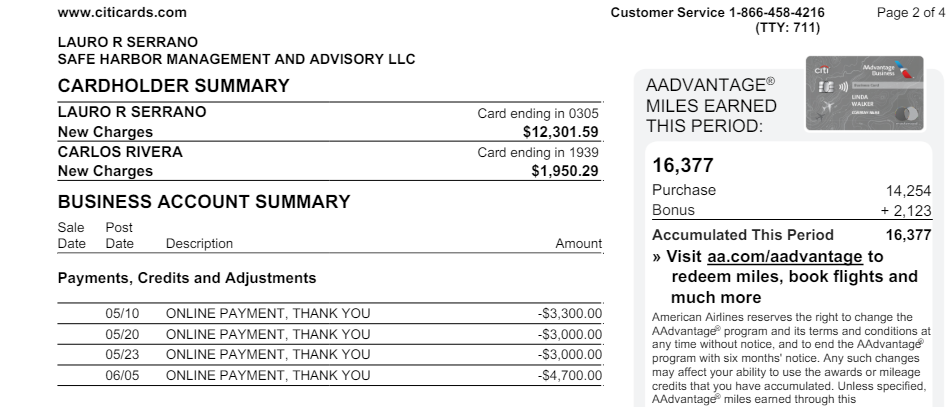 www.citicards.com
Customer Service 1-866-458-4216
(TTY: 711)
Page 2 of 4
LAURO R SERRANO
SAFE HARBOR MANAGEMENT AND ADVISORY LLC
CARDHOLDER SUMMARY
LAURO R SERRANO Card ending in 0305
New Charges $12,301.59
CARLOS RIVERA Card ending in 1939
New Charges $1,950.29
BUSINESS ACCOUNT SUMMARY
Sale Post
Date Date Description Amount
Payments, Credits and Adjustments
05/10 ONLINE PAYMENT, THANK YOU -$3,300.00
05/20 ONLINE PAYMENT, THANK YOU -$3,000.00
05/23 ONLINE PAYMENT, THANK YOU -$3,000.00
06/05 ONLINE PAYMENT, THANK YOU -$4,700.00
AADVANTAGE®
MILES EARNED
THIS PERIOD:
citi
AAdvantage
Business
LINDA
WALKER
16,377
Purchase 14,254
Bonus + 2,123
Accumulated This Period 16,377
» Visit aa.com/aadvantage to
redeem miles, book flights and
much more
American Airlines reserves the right to change the
AAdvantage® program and its terms and conditions at
any time without notice, and to end the AAdvantage®
program with six months' notice. Any such changes
may affect your ability to use the awards or mileage
credits that you have accumulated. Unless specified,
AAdvantage® miles earned through this